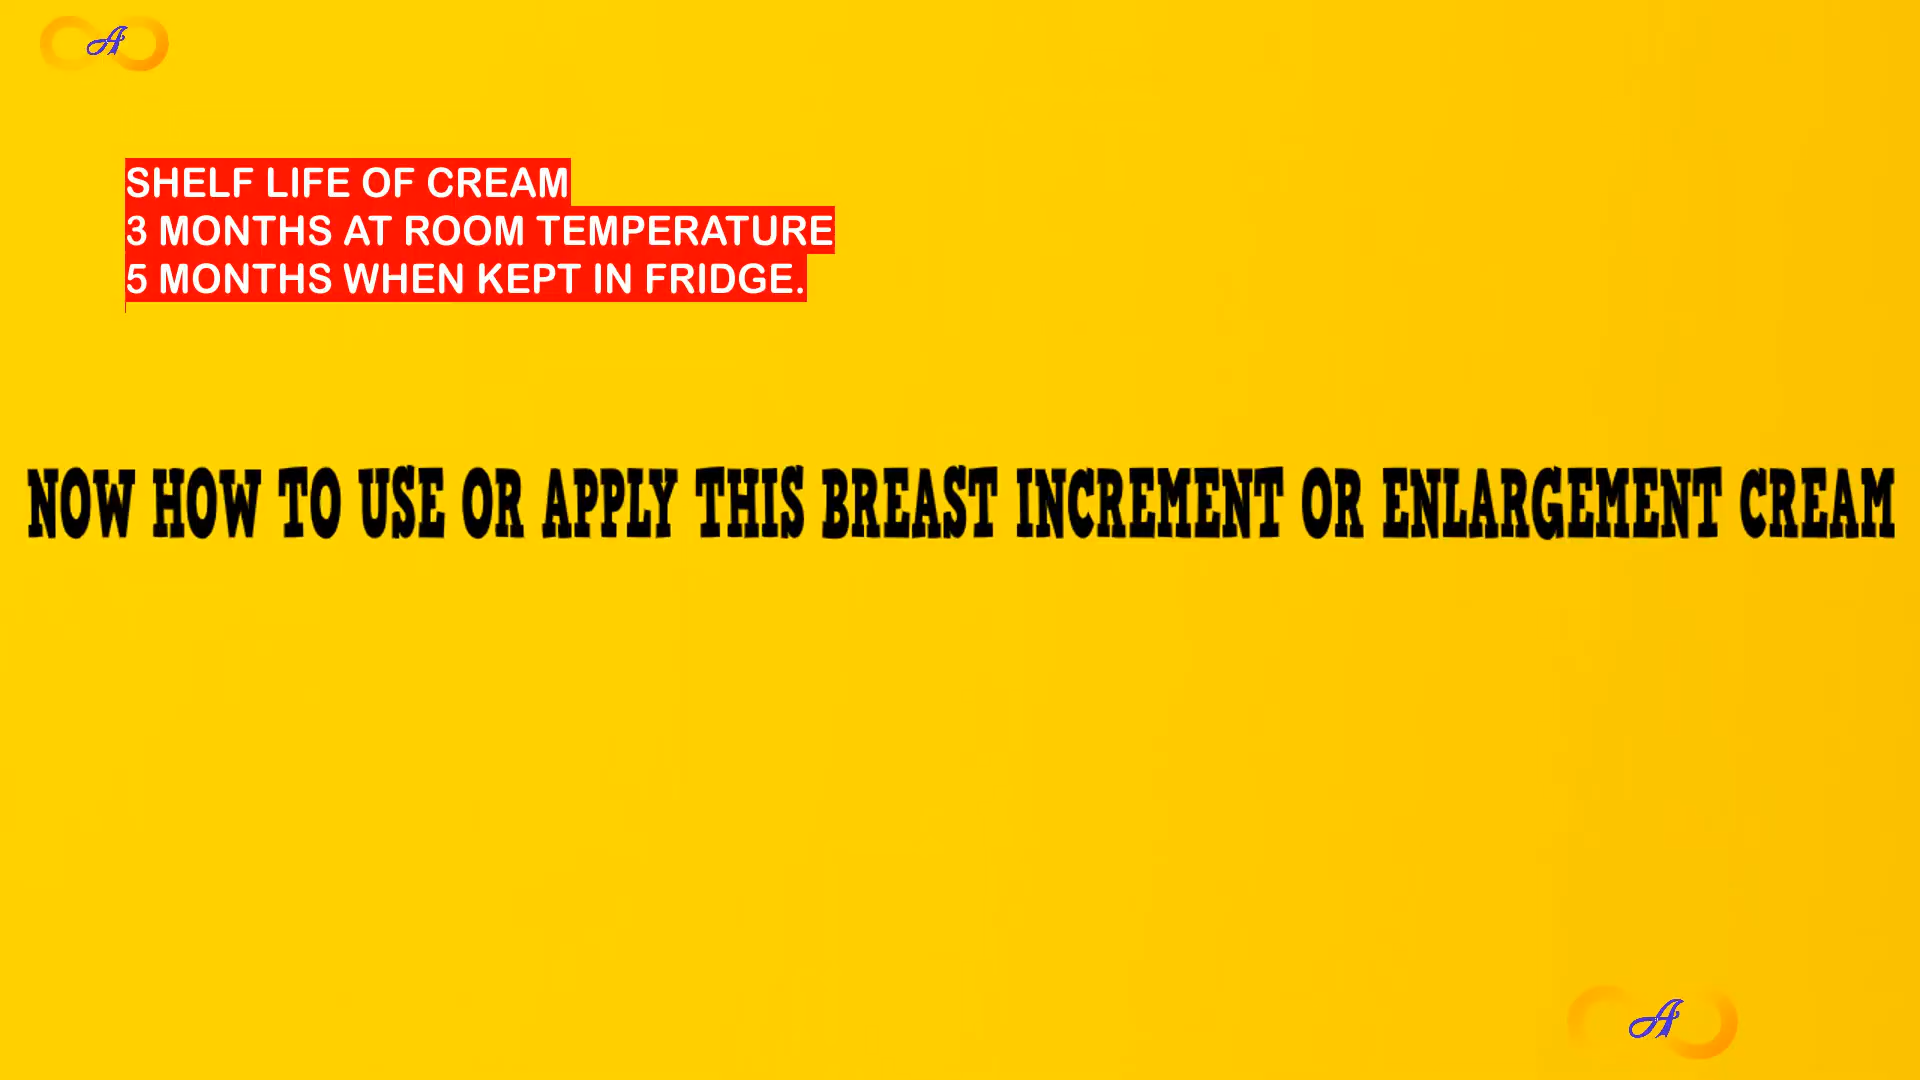 A
SHELF LIFE OF CREAM
3 MONTHS AT ROOM TEMPERATURE
5 MONTHS WHEN KEPT IN FRIDGE.
NOW HOW TO USE OR APPLY THIS BREAST INCREMENT OR ENLARGEMENT CREAM
A